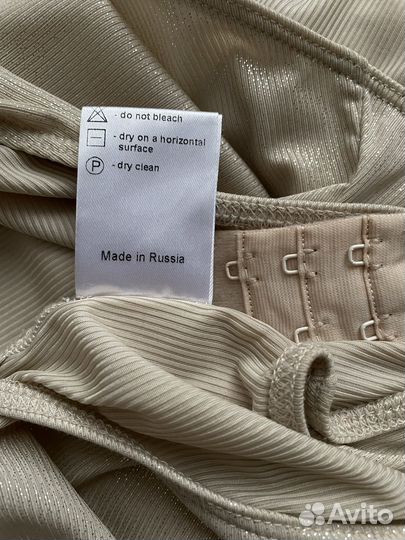 - do not bleach
- dry on a horizontal
surface
P - dry clean
Made in Russia
Avito